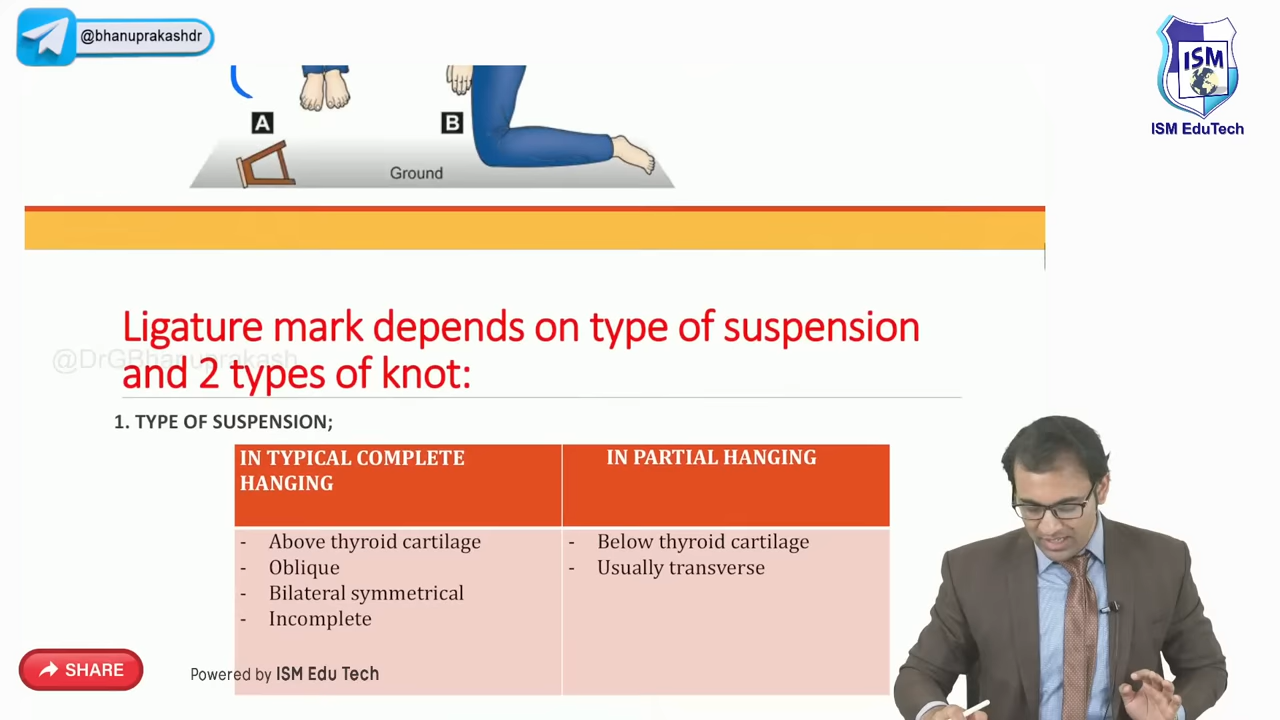 @bhanuprakashdr
ISM
ISM EduTech
A
B
Ground
Ligature mark depends on type of suspension
@DrGBhanuprakash
and 2 types of knot:
1. TYPE OF SUSPENSION;
IN TYPICAL COMPLETE
HANGING
IN PARTIAL HANGING
- Above thyroid cartilage
- Oblique
- Bilateral symmetrical
- Incomplete
- Below thyroid cartilage
- Usually transverse
SHARE
Powered by ISM Edu Tech